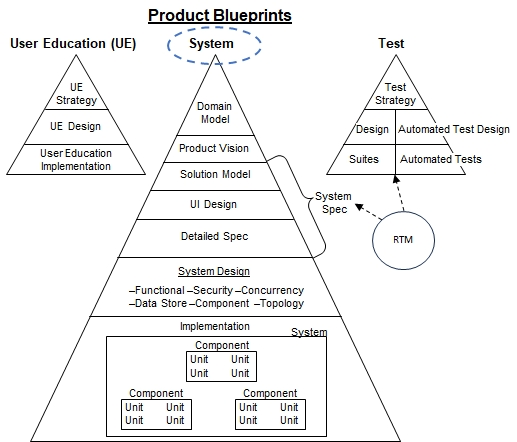 Product Blueprints
User Education (UE)
UE
Strategy
UE Design
User Education
Implementation
System
Domain
Model
Product Vision
Solution Model
UI Design
Detailed Spec
System
Spec
System Design
–Functional –Security –Concurrency
–Data Store –Component –Topology
Implementation
System
Component
Unit Unit
Unit Unit
Component
Unit Unit
Unit Unit
Component
Unit Unit
Unit Unit
Test
Test
Strategy
Design
Automated Test Design
Suites
Automated Tests
RTM